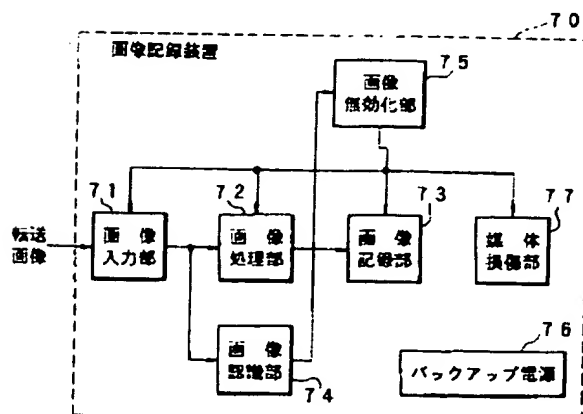 70
画像記録装置
75
画像
無効化部
71
72
73
77
転送
画像
画像
入力部
画像
処理部
画像
記録部
媒体
損傷部
画像
認識部
74
76
バックアップ電源